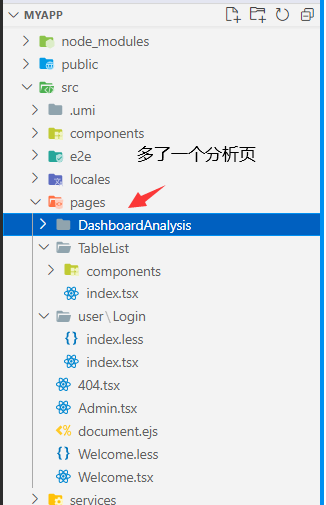 MYAPP
node_modules
public
src
.umi
components
e2e
多了一个分析页
locales
pages
DashboardAnalysis
TableList
components
index.tsx
user\Login
index.less
index.tsx
404.tsx
Admin.tsx
document.ejs
Welcome.less
Welcome.tsx
services